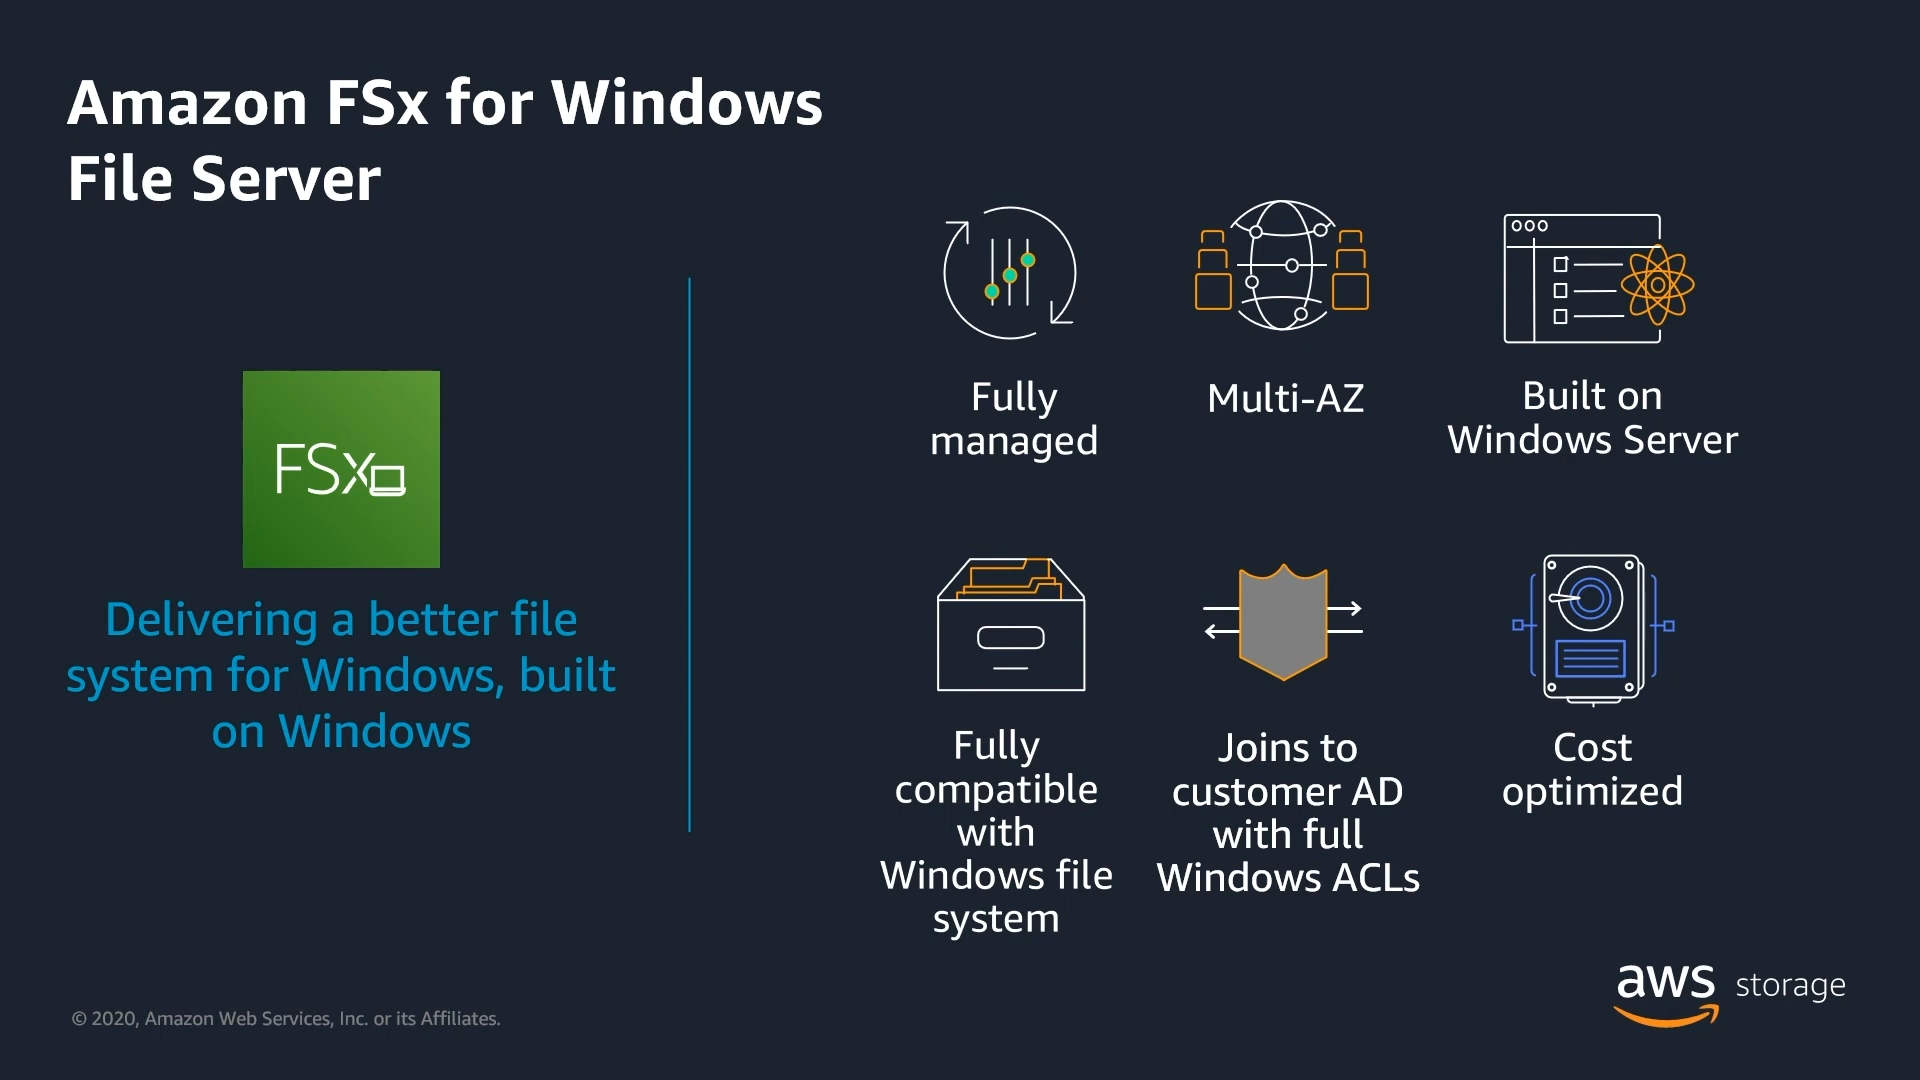 Amazon FSx for Windows
File Server
FSx
Delivering a better file
system for Windows, built
on Windows
Fully
managed
Multi-AZ
Built on
Windows Server
Fully
compatible
with
Windows file
system
Joins to
customer AD
with full
Windows ACLs
Cost
optimized
© 2020, Amazon Web Services, Inc. or its Affiliates.
aws storage